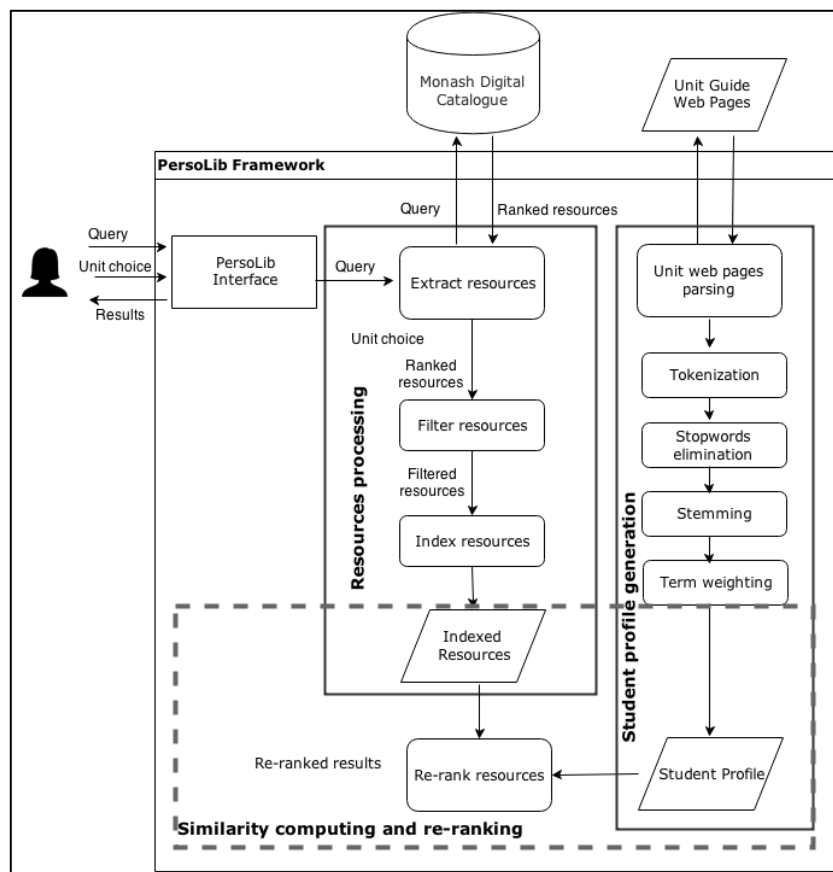 Monash Digital
Catalogue
Unit Guide
Web Pages
PersoLib Framework
Query
Ranked resources
Query
Unit choice
Results
PersoLib
Interface
Query
Extract resources
Unit choice
Ranked
resources
Filter resources
Filtered
resources
Index resources
Indexed
Resources
Resources processing
Unit web pages
parsing
Tokenization
Stopwords
elimination
Stemming
Term weighting
Student Profile
Student profile generation
Re-ranked results
Re-rank resources
Similarity computing and re-ranking